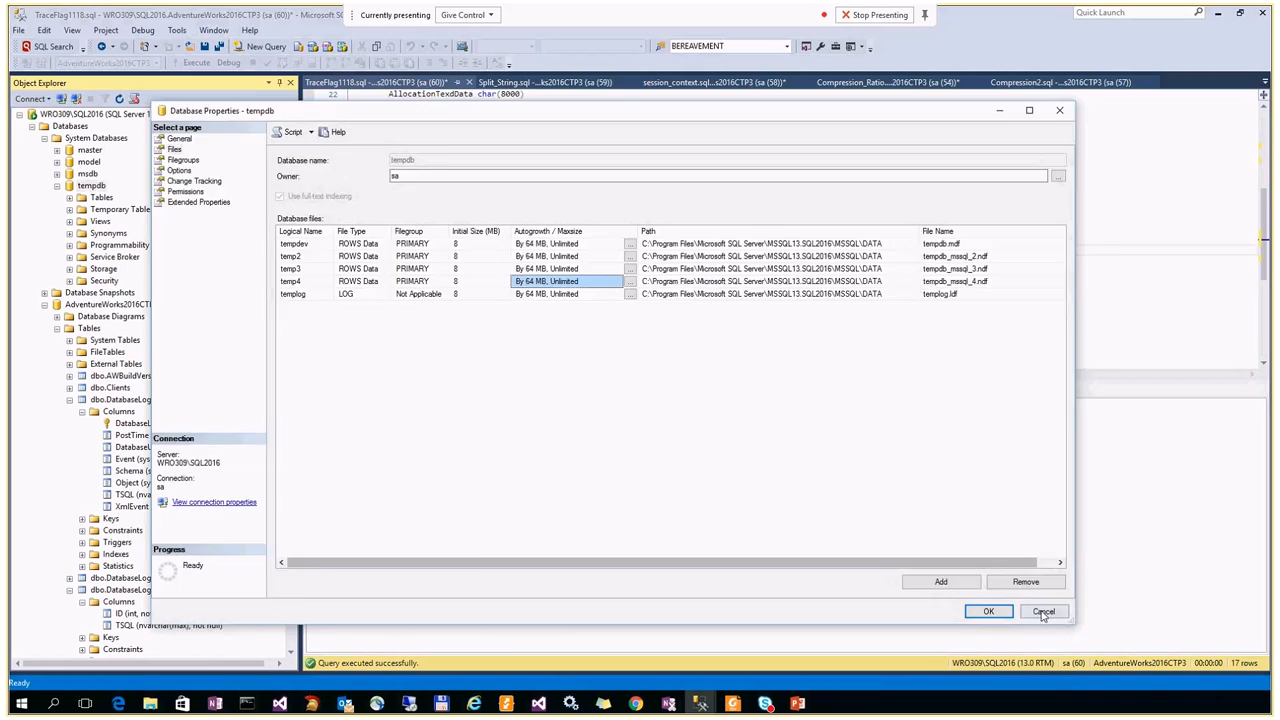 TraceFlag1118.sql - WRO309\SQL2016.AdventureWorks2016CTP3 (sa (60))* - Microsoft S
Currently presenting
Give Control
Stop Presenting
Quick Launch
File
Edit
View
Project
Debug
Tools
Window
Help
SQL Search
New Query
BEREAVEMENT
AdventureWorks2016CTP3
Execute
Debug
Object Explorer
TraceFlag1118.sql -...6CTP3 (sa (60))*
Split_String.sql -...ks2016CTP3 (sa (59))
session_context.sql...s2016CTP3 (sa (58))*
Compression_Ratio...2016CTP3 (sa (54))*
Compression2.sql -...s2016CTP3 (sa (57))
Connect
22 AllocationTexdData char(8000)
WRO309\SQL2016 (SQL Server 1
Databases
System Databases
master
model
msdb
tempdb
Tables
Temporary Table
Views
Synonyms
Programmability
Service Broker
Storage
Security
Database Snapshots
AdventureWorks2016CTP3
Database Diagrams
Tables
System Tables
FileTables
External Tables
dbo.AWBuildVers
dbo.Clients
dbo.DatabaseLog
Columns
DatabaseL
PostTime
DatabaseU
Event (sys
Schema (s
Object (sy
TSQL (nva
XmlEvent
Keys
Constraints
Triggers
Indexes
Statistics
dbo.DatabaseLog
dbo.DatabaseLog
Columns
ID (int, no
TSQL (nvarchar(max), not null)
Keys
Constraints
Database Properties - tempdb
Select a page
General
Files
Filegroups
Options
Change Tracking
Permissions
Extended Properties
Script
Help
Database name:
tempdb
Owner:
sa
...
Use full-text indexing
Database files:
Logical Name File Type Filegroup Initial Size (MB) Autogrowth / Maxsize Path File Name
tempdev ROWS Data PRIMARY 8 By 64 MB, Unlimited ... C:\Program Files\Microsoft SQL Server\MSSQL13.SQL2016\MSSQL\DATA tempdb.mdf
temp2 ROWS Data PRIMARY 8 By 64 MB, Unlimited ... C:\Program Files\Microsoft SQL Server\MSSQL13.SQL2016\MSSQL\DATA tempdb_mssql_2.ndf
temp3 ROWS Data PRIMARY 8 By 64 MB, Unlimited ... C:\Program Files\Microsoft SQL Server\MSSQL13.SQL2016\MSSQL\DATA tempdb_mssql_3.ndf
temp4 ROWS Data PRIMARY 8 By 64 MB, Unlimited ... C:\Program Files\Microsoft SQL Server\MSSQL13.SQL2016\MSSQL\DATA tempdb_mssql_4.ndf
templog LOG Not Applicable 8 By 64 MB, Unlimited ... C:\Program Files\Microsoft SQL Server\MSSQL13.SQL2016\MSSQL\DATA templog.ldf
Connection
Server:
WRO309\SQL2016
Connection:
sa
View connection properties
Progress
Ready
Add
Remove
OK
Cancel
Query executed successfully.
WRO309\SQL2016 (13.0 RTM)
sa (60)
AdventureWorks2016CTP3
00:00:00
17 rows
Ready